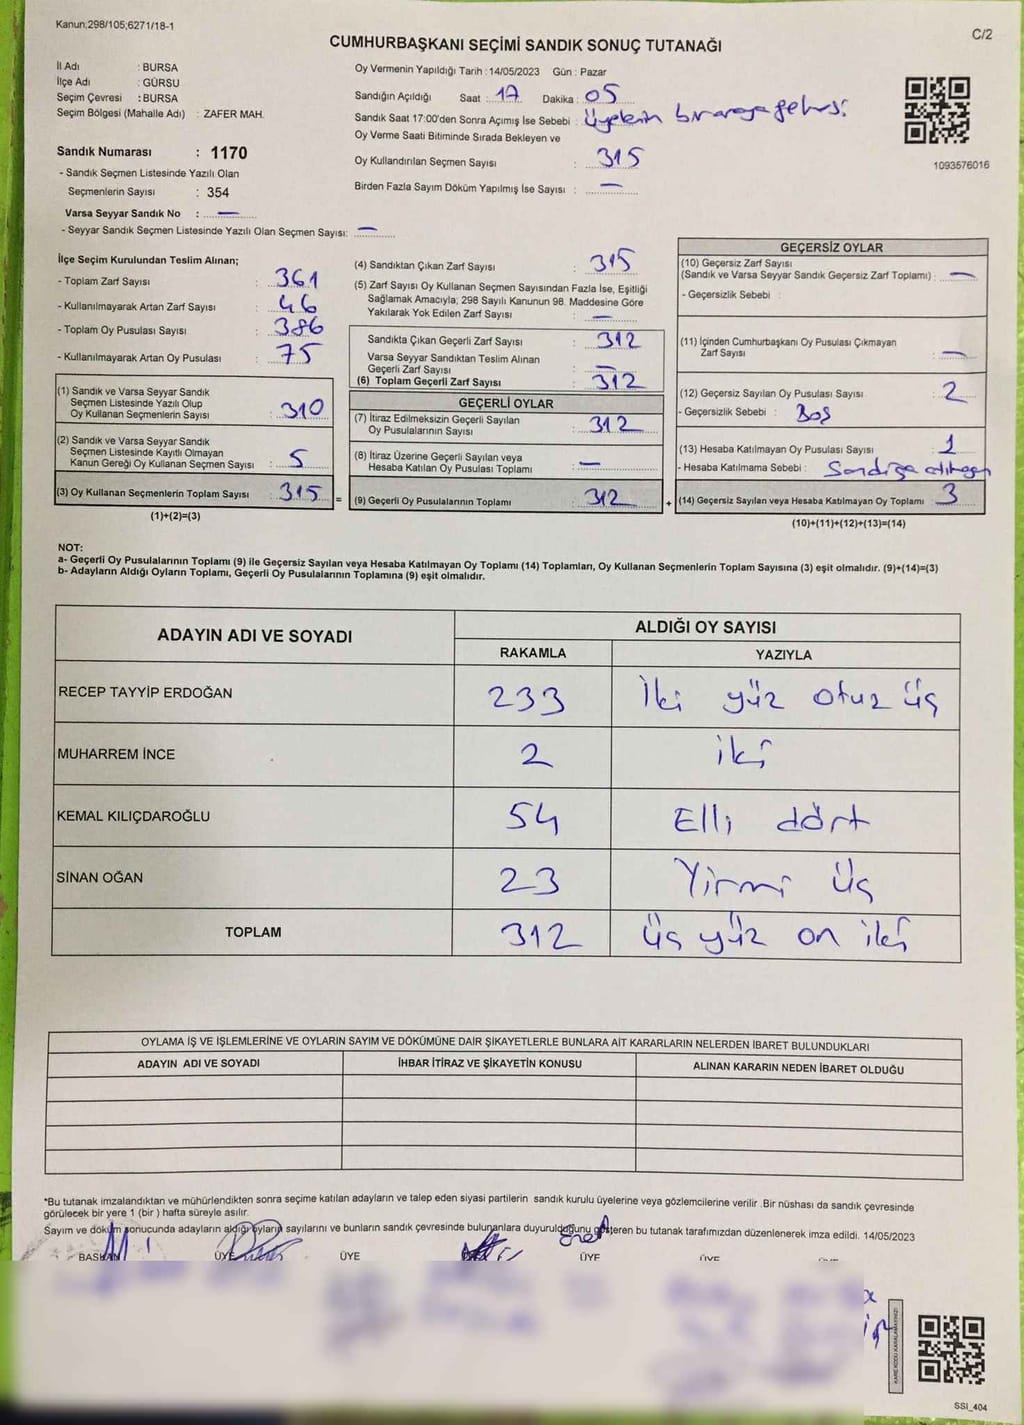 Kanun;298/105;6271/18-1
C/2
CUMHURBAŞKANI SEÇİMİ SANDIK SONUÇ TUTANAĞI
İl Adı : BURSA
İlçe Adı : GÜRSU
Seçim Çevresi : BURSA
Seçim Bölgesi (Mahalle Adı) : ZAFER MAH.
Sandık Numarası : 1170
- Sandık Seçmen Listesinde Yazılı Olan
Seçmenlerin Sayısı : 354
Varsa Seyyar Sandık No : —
- Seyyar Sandık Seçmen Listesinde Yazılı Olan Seçmen Sayısı: —
Oy Vermenin Yapıldığı Tarih : 14/05/2023 Gün : Pazar
Sandığın Açıldığı Saat : 17 Dakika : 05
Sandık Saat 17:00'den Sonra Açımış İse Sebebi : üyelerin bir araya gelmesi
Oy Verme Saati Bitiminde Sırada Bekleyen ve
Oy Kullandırılan Seçmen Sayısı : 315
Birden Fazla Sayım Döküm Yapılmış İse Sayısı : —
1093576016
İlçe Seçim Kurulundan Teslim Alınan;
- Toplam Zarf Sayısı : 361
- Kullanılmayarak Artan Zarf Sayısı : 46
- Toplam Oy Pusulası Sayısı : 386
- Kullanılmayarak Artan Oy Pusulası : 75
(1) Sandık ve Varsa Seyyar Sandık
Seçmen Listesinde Yazılı Olup
Oy Kullanan Seçmenlerin Sayısı : 310
(2) Sandık ve Varsa Seyyar Sandık
Seçmen Listesinde Kayıtlı Olmayan
Kanun Gereği Oy Kullanan Seçmen Sayısı : 5
(3) Oy Kullanan Seçmenlerin Toplam Sayısı : 315 =
(1)+(2)=(3)
(4) Sandıktan Çıkan Zarf Sayısı : 315
(5) Zarf Sayısı Oy Kullanan Seçmen Sayısından Fazla İse, Eşitliği
Sağlamak Amacıyla; 298 Sayılı Kanunun 98. Maddesine Göre
Yakılarak Yok Edilen Zarf Sayısı : —
Sandıkta Çıkan Geçerli Zarf Sayısı : 312
Varsa Seyyar Sandıktan Teslim Alınan
Geçerli Zarf Sayısı : —
(6) Toplam Geçerli Zarf Sayısı : 312
GEÇERLİ OYLAR
(7) İtiraz Edilmeksizin Geçerli Sayılan
Oy Pusulalarının Sayısı : 312
(8) İtiraz Üzerine Geçerli Sayılan veya
Hesaba Katılan Oy Pusulası Toplamı : —
(9) Geçerli Oy Pusulalarının Toplamı : 312 +
GEÇERSİZ OYLAR
(10) Geçersiz Zarf Sayısı
(Sandık ve Varsa Seyyar Sandık Geçersiz Zarf Toplamı) : —
- Geçersizlik Sebebi :
(11) İçinden Cumhurbaşkanı Oy Pusulası Çıkmayan
Zarf Sayısı : —
(12) Geçersiz Sayılan Oy Pusulası Sayısı : 2
- Geçersizlik Sebebi : Boş
(13) Hesaba Katılmayan Oy Pusulası Sayısı : 1
- Hesaba Katılmama Sebebi : Sandığa
(14) Geçersiz Sayılan veya Hesaba Katılmayan Oy Toplamı : 3
(10)+(11)+(12)+(13)=(14)
NOT:
a- Geçerli Oy Pusulalarının Toplamı (9) ile Geçersiz Sayılan veya Hesaba Katılmayan Oy Toplamı (14) Toplamları, Oy Kullanan Seçmenlerin Toplam Sayısına (3) eşit olmalıdır. (9)+(14)=(3)
b- Adayların Aldığı Oyların Toplamı, Geçerli Oy Pusulalarının Toplamına (9) eşit olmalıdır.
ADAYIN ADI VE SOYADI
ALDIĞI OY SAYISI
RAKAMLA YAZIYLA
RECEP TAYYİP ERDOĞAN 233 İki yüz otuz üç
MUHARREM İNCE 2 iki
KEMAL KILIÇDAROĞLU 54 Elli dört
SİNAN OĞAN 23 Yirmi üç
TOPLAM 312 üç yüz on iki
OYLAMA İŞ VE İŞLEMLERİNE VE OYLARIN SAYIM VE DÖKÜMÜNE DAİR ŞİKAYETLERLE BUNLARA AİT KARARLARIN NELERDEN İBARET BULUNDUKLARI
ADAYIN ADI VE SOYADI İHBAR İTİRAZ VE ŞİKAYETİN KONUSU ALINAN KARARIN NEDEN İBARET OLDUĞU
*Bu tutanak imzalandıktan ve mühürlendikten sonra seçime katılan adayların ve talep eden siyasi partilerin sandık kurulu üyelerine veya gözlemcilerine verilir .Bir nüshası da sandık çevresinde
görülecek bir yere 1 (bir ) hafta süreyle asılır.
Sayım ve döküm sonucunda adayların aldığı oyların sayılarını ve bunların sandık çevresinde bulunanlara duyurulduğunu gösteren bu tutanak tarafımızdan düzenlenerek imza edildi. 14/05/2023
BAŞKAN ÜYE ÜYE ÜYE ÜYE
KARE KODU KARALAMAYINIZ!
SSI_404